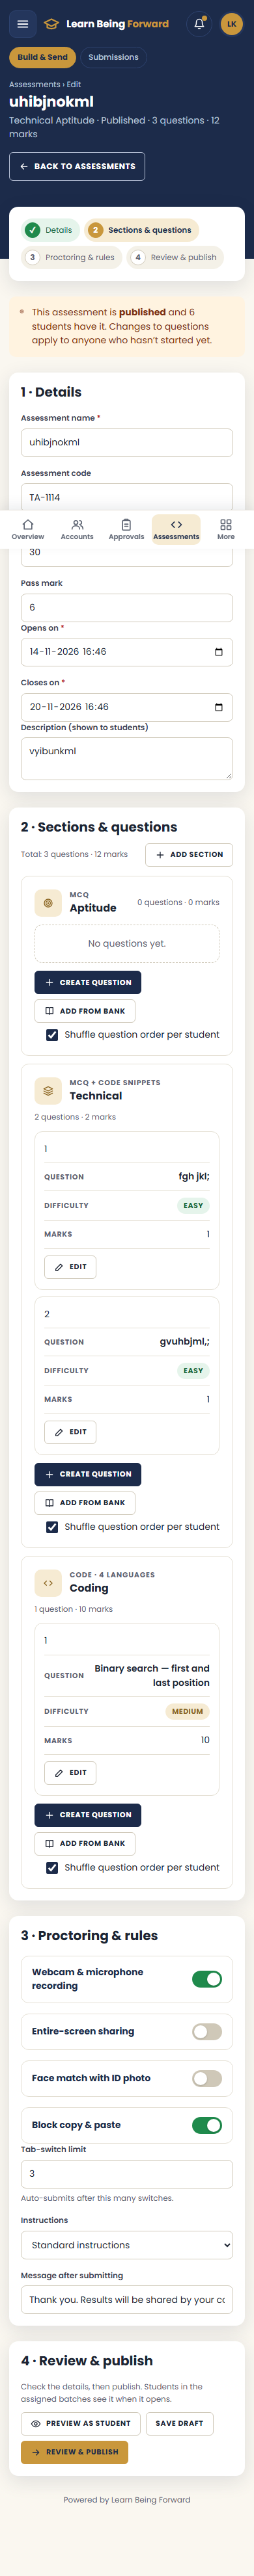 Learn Being Forward
LK
Build & Send
Submissions
Assessments › Edit
uhibjnokml
Technical Aptitude · Published · 3 questions · 12
marks
← BACK TO ASSESSMENTS
Details
2 Sections & questions
3 Proctoring & rules
4 Review & publish
This assessment is published and 6
students have it. Changes to questions
apply to anyone who hasn't started yet.
1 · Details
Assessment name *
uhibjnokml
Assessment code
TA-1114
Overview
Accounts
Approvals
Assessments
More
30
Pass mark
6
Opens on *
14-11-2026 16:46
Closes on *
20-11-2026 16:46
Description (shown to students)
vyibunkml
2 · Sections & questions
Total: 3 questions · 12 marks
+ ADD SECTION
MCQ
Aptitude
0 questions · 0 marks
No questions yet.
+ CREATE QUESTION
ADD FROM BANK
Shuffle question order per student
MCQ + CODE SNIPPETS
Technical
2 questions · 2 marks
1
QUESTION fgh jkl;
DIFFICULTY EASY
MARKS 1
EDIT
2
QUESTION gvuhbjml,;
DIFFICULTY EASY
MARKS 1
EDIT
+ CREATE QUESTION
ADD FROM BANK
Shuffle question order per student
CODE · 4 LANGUAGES
Coding
1 question · 10 marks
1
QUESTION Binary search — first and
last position
DIFFICULTY MEDIUM
MARKS 10
EDIT
+ CREATE QUESTION
ADD FROM BANK
Shuffle question order per student
3 · Proctoring & rules
Webcam & microphone
recording
Entire-screen sharing
Face match with ID photo
Block copy & paste
Tab-switch limit
3
Auto-submits after this many switches.
Instructions
Standard instructions
Message after submitting
Thank you. Results will be shared by your cc
4 · Review & publish
Check the details, then publish. Students in the
assigned batches see it when it opens.
PREVIEW AS STUDENT
SAVE DRAFT
→ REVIEW & PUBLISH
Powered by Learn Being Forward